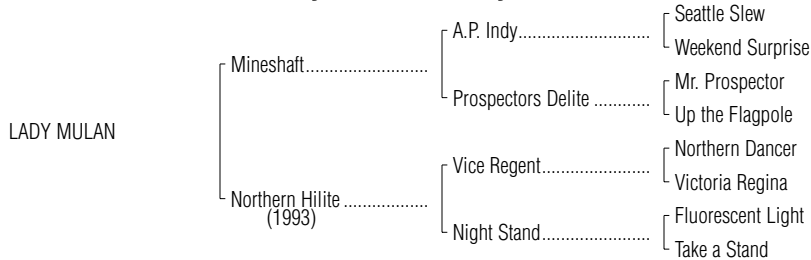 Seattle Slew
A.P. Indy............................
Weekend Surprise
Mineshaft..........................
Mr. Prospector
Prospectors Delite ............
Up the Flagpole
LADY MULAN
Northern Dancer
Vice Regent.......................
Victoria Regina
Northern Hilite ..................
(1993)
Fluorescent Light
Night Stand.......................
Take a Stand